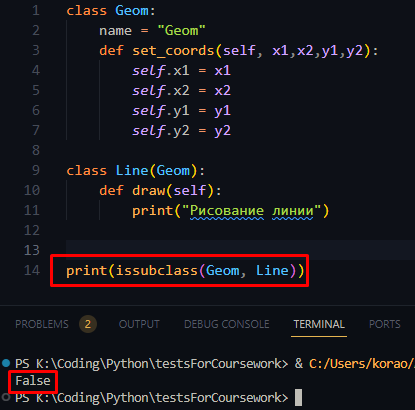 1 class Geom:
2     name = "Geom"
3     def set_coords(self, x1,x2,y1,y2):
4         self.x1 = x1
5         self.x2 = x2
6         self.y1 = y1
7         self.y2 = y2
8
9 class Line(Geom):
10     def draw(self):
11         print("Рисование линии")
12
13
14 print(issubclass(Geom, Line))
PROBLEMS 2 OUTPUT DEBUG CONSOLE TERMINAL PORTS
PS K:\Coding\Python\testsForCoursework> & C:/Users/korao/
False
PS K:\Coding\Python\testsForCoursework>